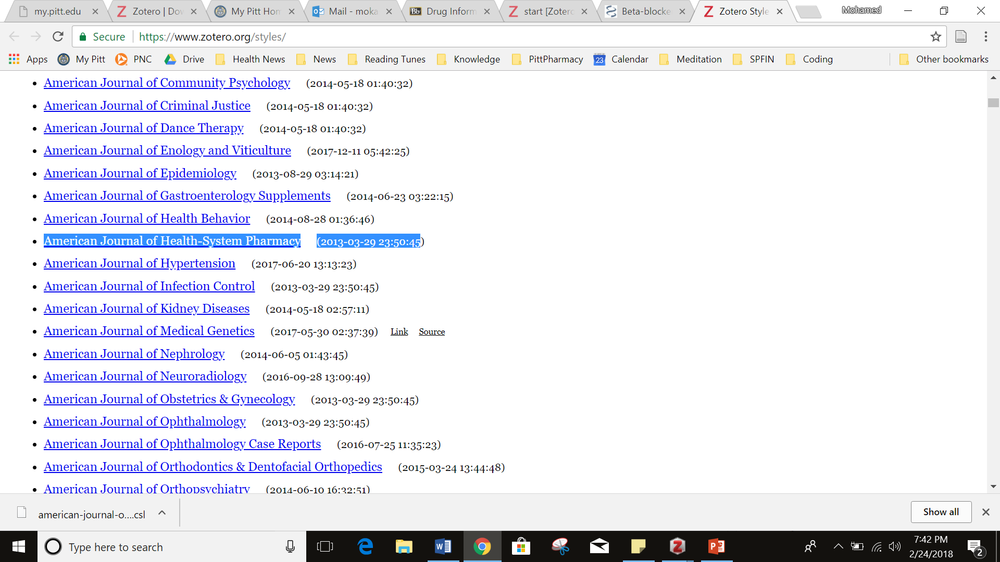 my.pitt.edu
Zotero | Dov
My Pitt Hom
Mail - moka
Drug Inform
start [Zotero
Beta-blocke
Zotero Style
Mohamed
Secure https://www.zotero.org/styles/
Apps My Pitt PNC Drive Health News News Reading Tunes Knowledge PittPharmacy 23 Calendar Meditation SPFIN Coding Other bookmarks
American Journal of Community Psychology (2014-05-18 01:40:32)
American Journal of Criminal Justice (2014-05-18 01:40:32)
American Journal of Dance Therapy (2014-05-18 01:40:32)
American Journal of Enology and Viticulture (2017-12-11 05:42:25)
American Journal of Epidemiology (2013-08-29 03:14:21)
American Journal of Gastroenterology Supplements (2014-06-23 03:22:15)
American Journal of Health Behavior (2014-08-28 01:36:46)
American Journal of Health-System Pharmacy (2013-03-29 23:50:45)
American Journal of Hypertension (2017-06-20 13:13:23)
American Journal of Infection Control (2013-03-29 23:50:45)
American Journal of Kidney Diseases (2014-05-18 02:57:11)
American Journal of Medical Genetics (2017-05-30 02:37:39) Link Source
American Journal of Nephrology (2014-06-05 01:43:45)
American Journal of Neuroradiology (2016-09-28 13:09:49)
American Journal of Obstetrics & Gynecology (2013-03-29 23:50:45)
American Journal of Ophthalmology (2013-03-29 23:50:45)
American Journal of Ophthalmology Case Reports (2016-07-25 11:35:23)
American Journal of Orthodontics & Dentofacial Orthopedics (2015-03-24 13:44:48)
American Journal of Orthopsychiatry (2014-06-10 16:32:51)
american-journal-o....csl
Show all
Type here to search
7:42 PM
2/24/2018
2